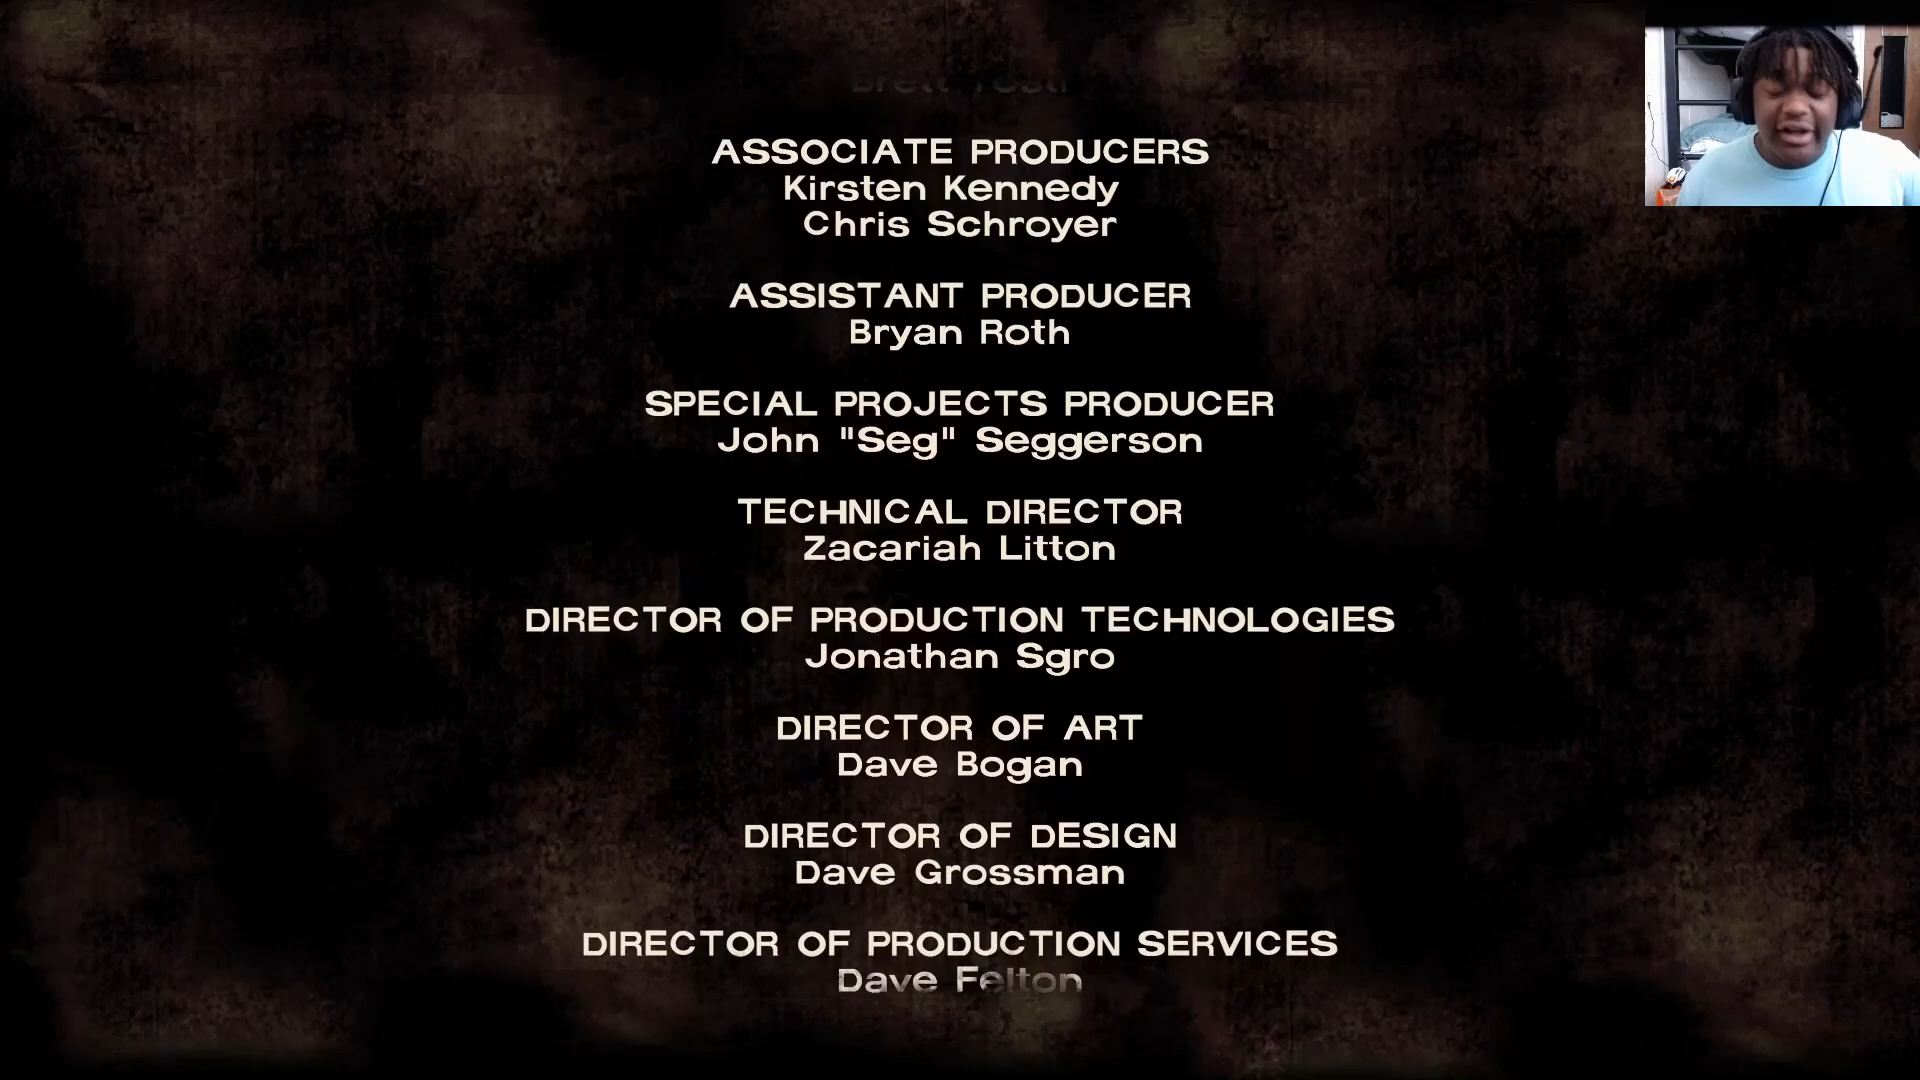 ASSOCIATE PRODUCERS
Kirsten Kennedy
Chris Schroyer
ASSISTANT PRODUCER
Bryan Roth
SPECIAL PROJECTS PRODUCER
John "Seg" Seggerson
TECHNICAL DIRECTOR
Zacariah Litton
DIRECTOR OF PRODUCTION TECHNOLOGIES
Jonathan Sgro
DIRECTOR OF ART
Dave Bogan
DIRECTOR OF DESIGN
Dave Grossman
DIRECTOR OF PRODUCTION SERVICES
Dave Felton